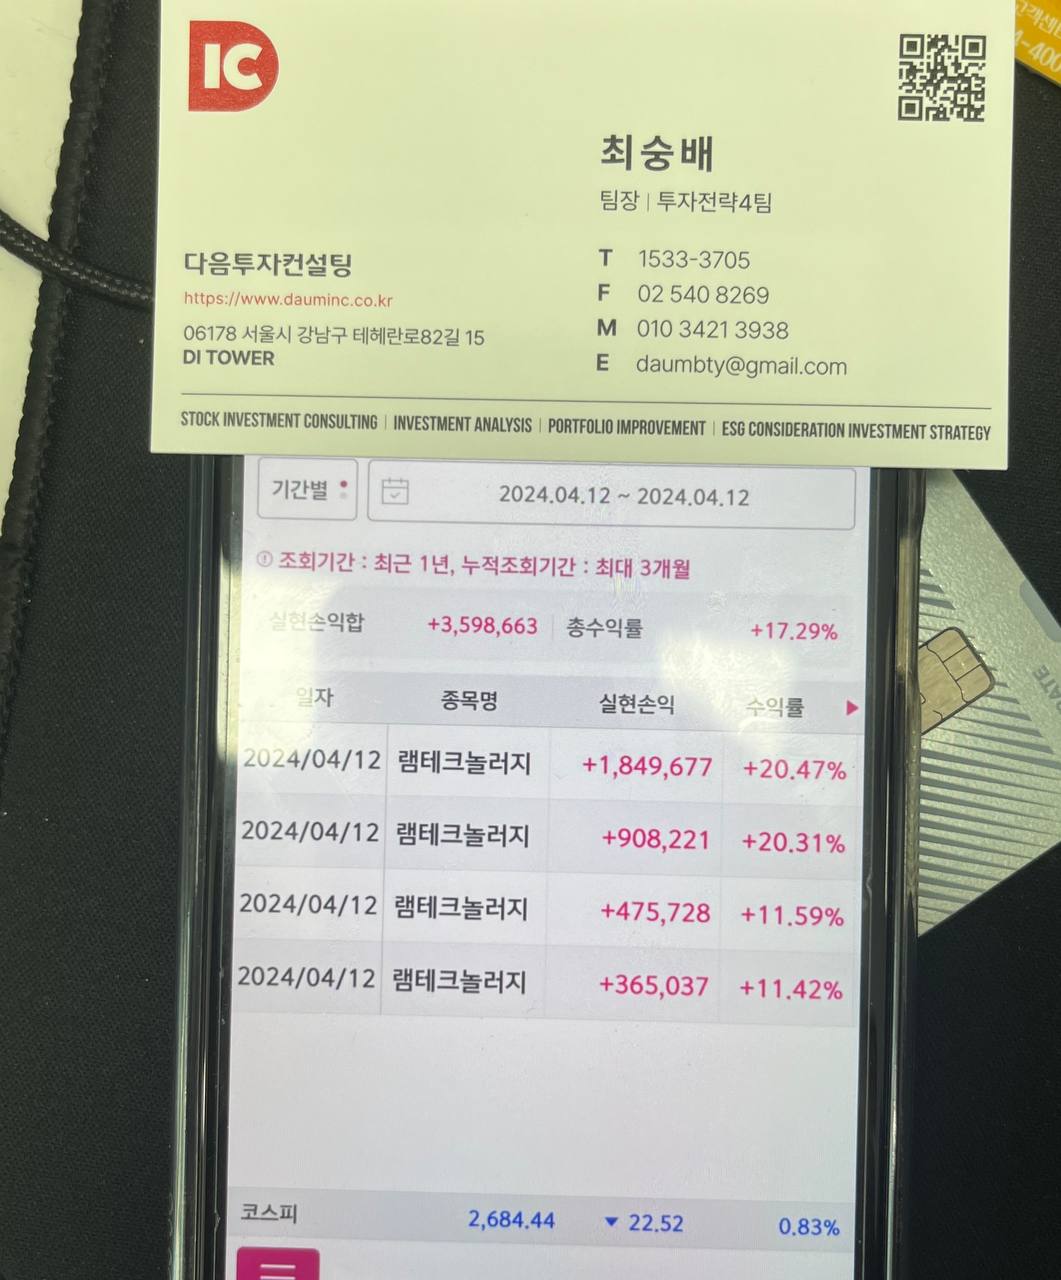 IC
최숭배
팀장 | 투자전략4팀
다음투자컨설팅
https://www.dauminc.co.kr
06178 서울시 강남구 테헤란로82길 15
DI TOWER
T 1533-3705
F 02 540 8269
M 010 3421 3938
E daumbty@gmail.com
STOCK INVESTMENT CONSULTING | INVESTMENT ANALYSIS | PORTFOLIO IMPROVEMENT | ESG CONSIDERATION INVESTMENT STRATEGY
고객센터
4-400
기간별 2024.04.12 ~ 2024.04.12
조회기간 : 최근 1년, 누적조회기간 : 최대 3개월
실현손익합 +3,598,663 총수익률 +17.29%
일자 종목명 실현손익 수익률
2024/04/12 램테크놀러지 +1,849,677 +20.47%
2024/04/12 램테크놀러지 +908,221 +20.31%
2024/04/12 램테크놀러지 +475,728 +11.59%
2024/04/12 램테크놀러지 +365,037 +11.42%
코스피 2,684.44 ▼ 22.52 0.83%